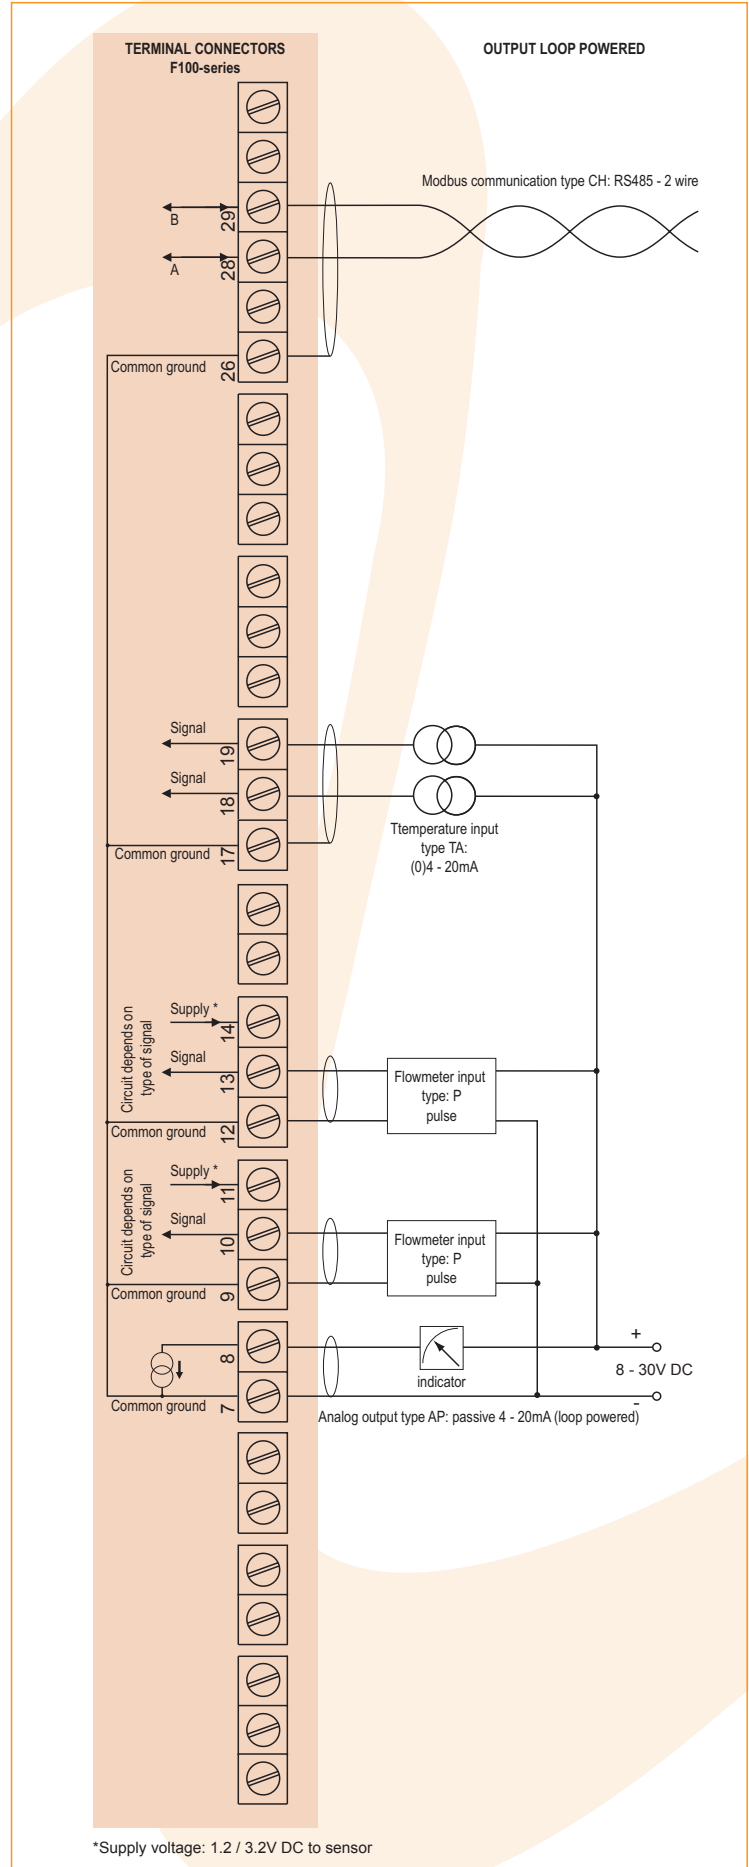 TERMINAL CONNECTORS
F100-series
OUTPUT LOOP POWERED
Modbus communication type CH: RS485 - 2 wire
B
29
A
28
Common ground
26
Signal
19
Signal
18
Common ground
17
Ttemperature input
type TA:
(0)4 - 20mA
Circuit depends on
type of signal
Supply *
14
Signal
13
Common ground
12
Flowmeter input
type: P
pulse
Circuit depends on
type of signal
Supply *
11
Signal
10
Common ground
9
Flowmeter input
type: P
pulse
8
indicator
+
8 - 30V DC
-
Common ground
7
Analog output type AP: passive 4 - 20mA (loop powered)
*Supply voltage: 1.2 / 3.2V DC to sensor